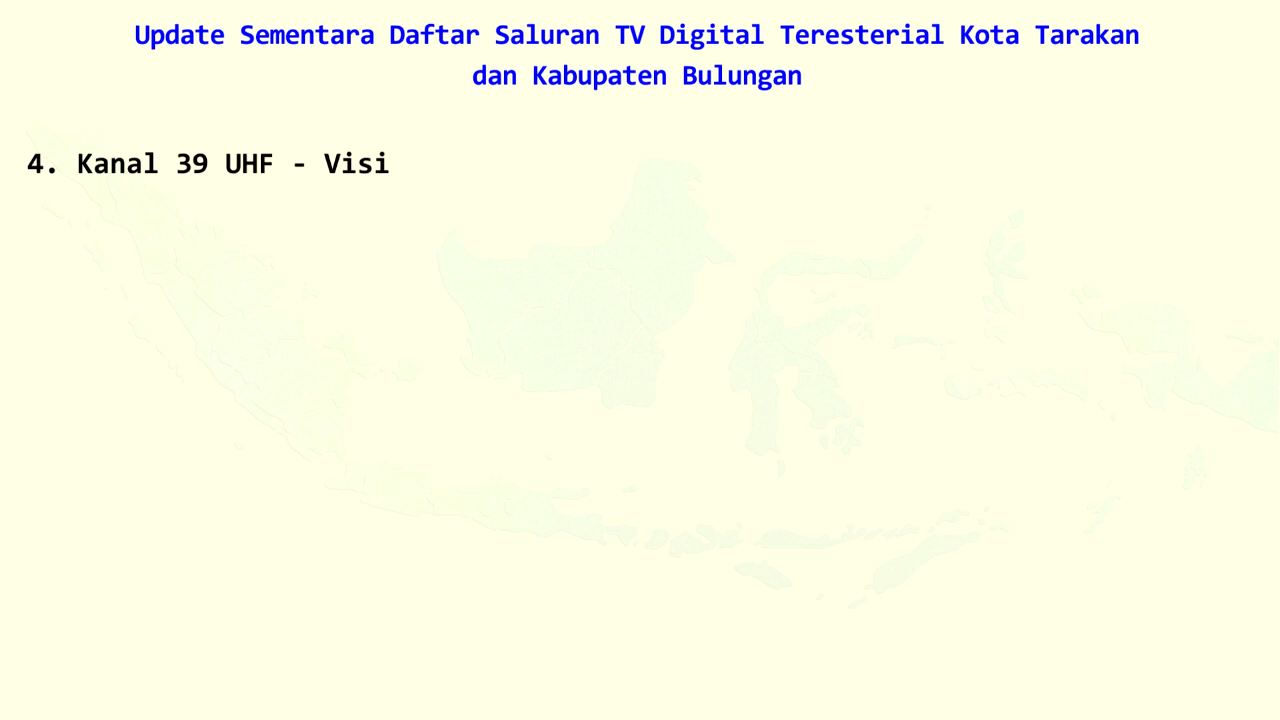 Update Sementara Daftar Saluran TV Digital Teresterial Kota Tarakan
dan Kabupaten Bulungan
4. Kanal 39 UHF - Visi